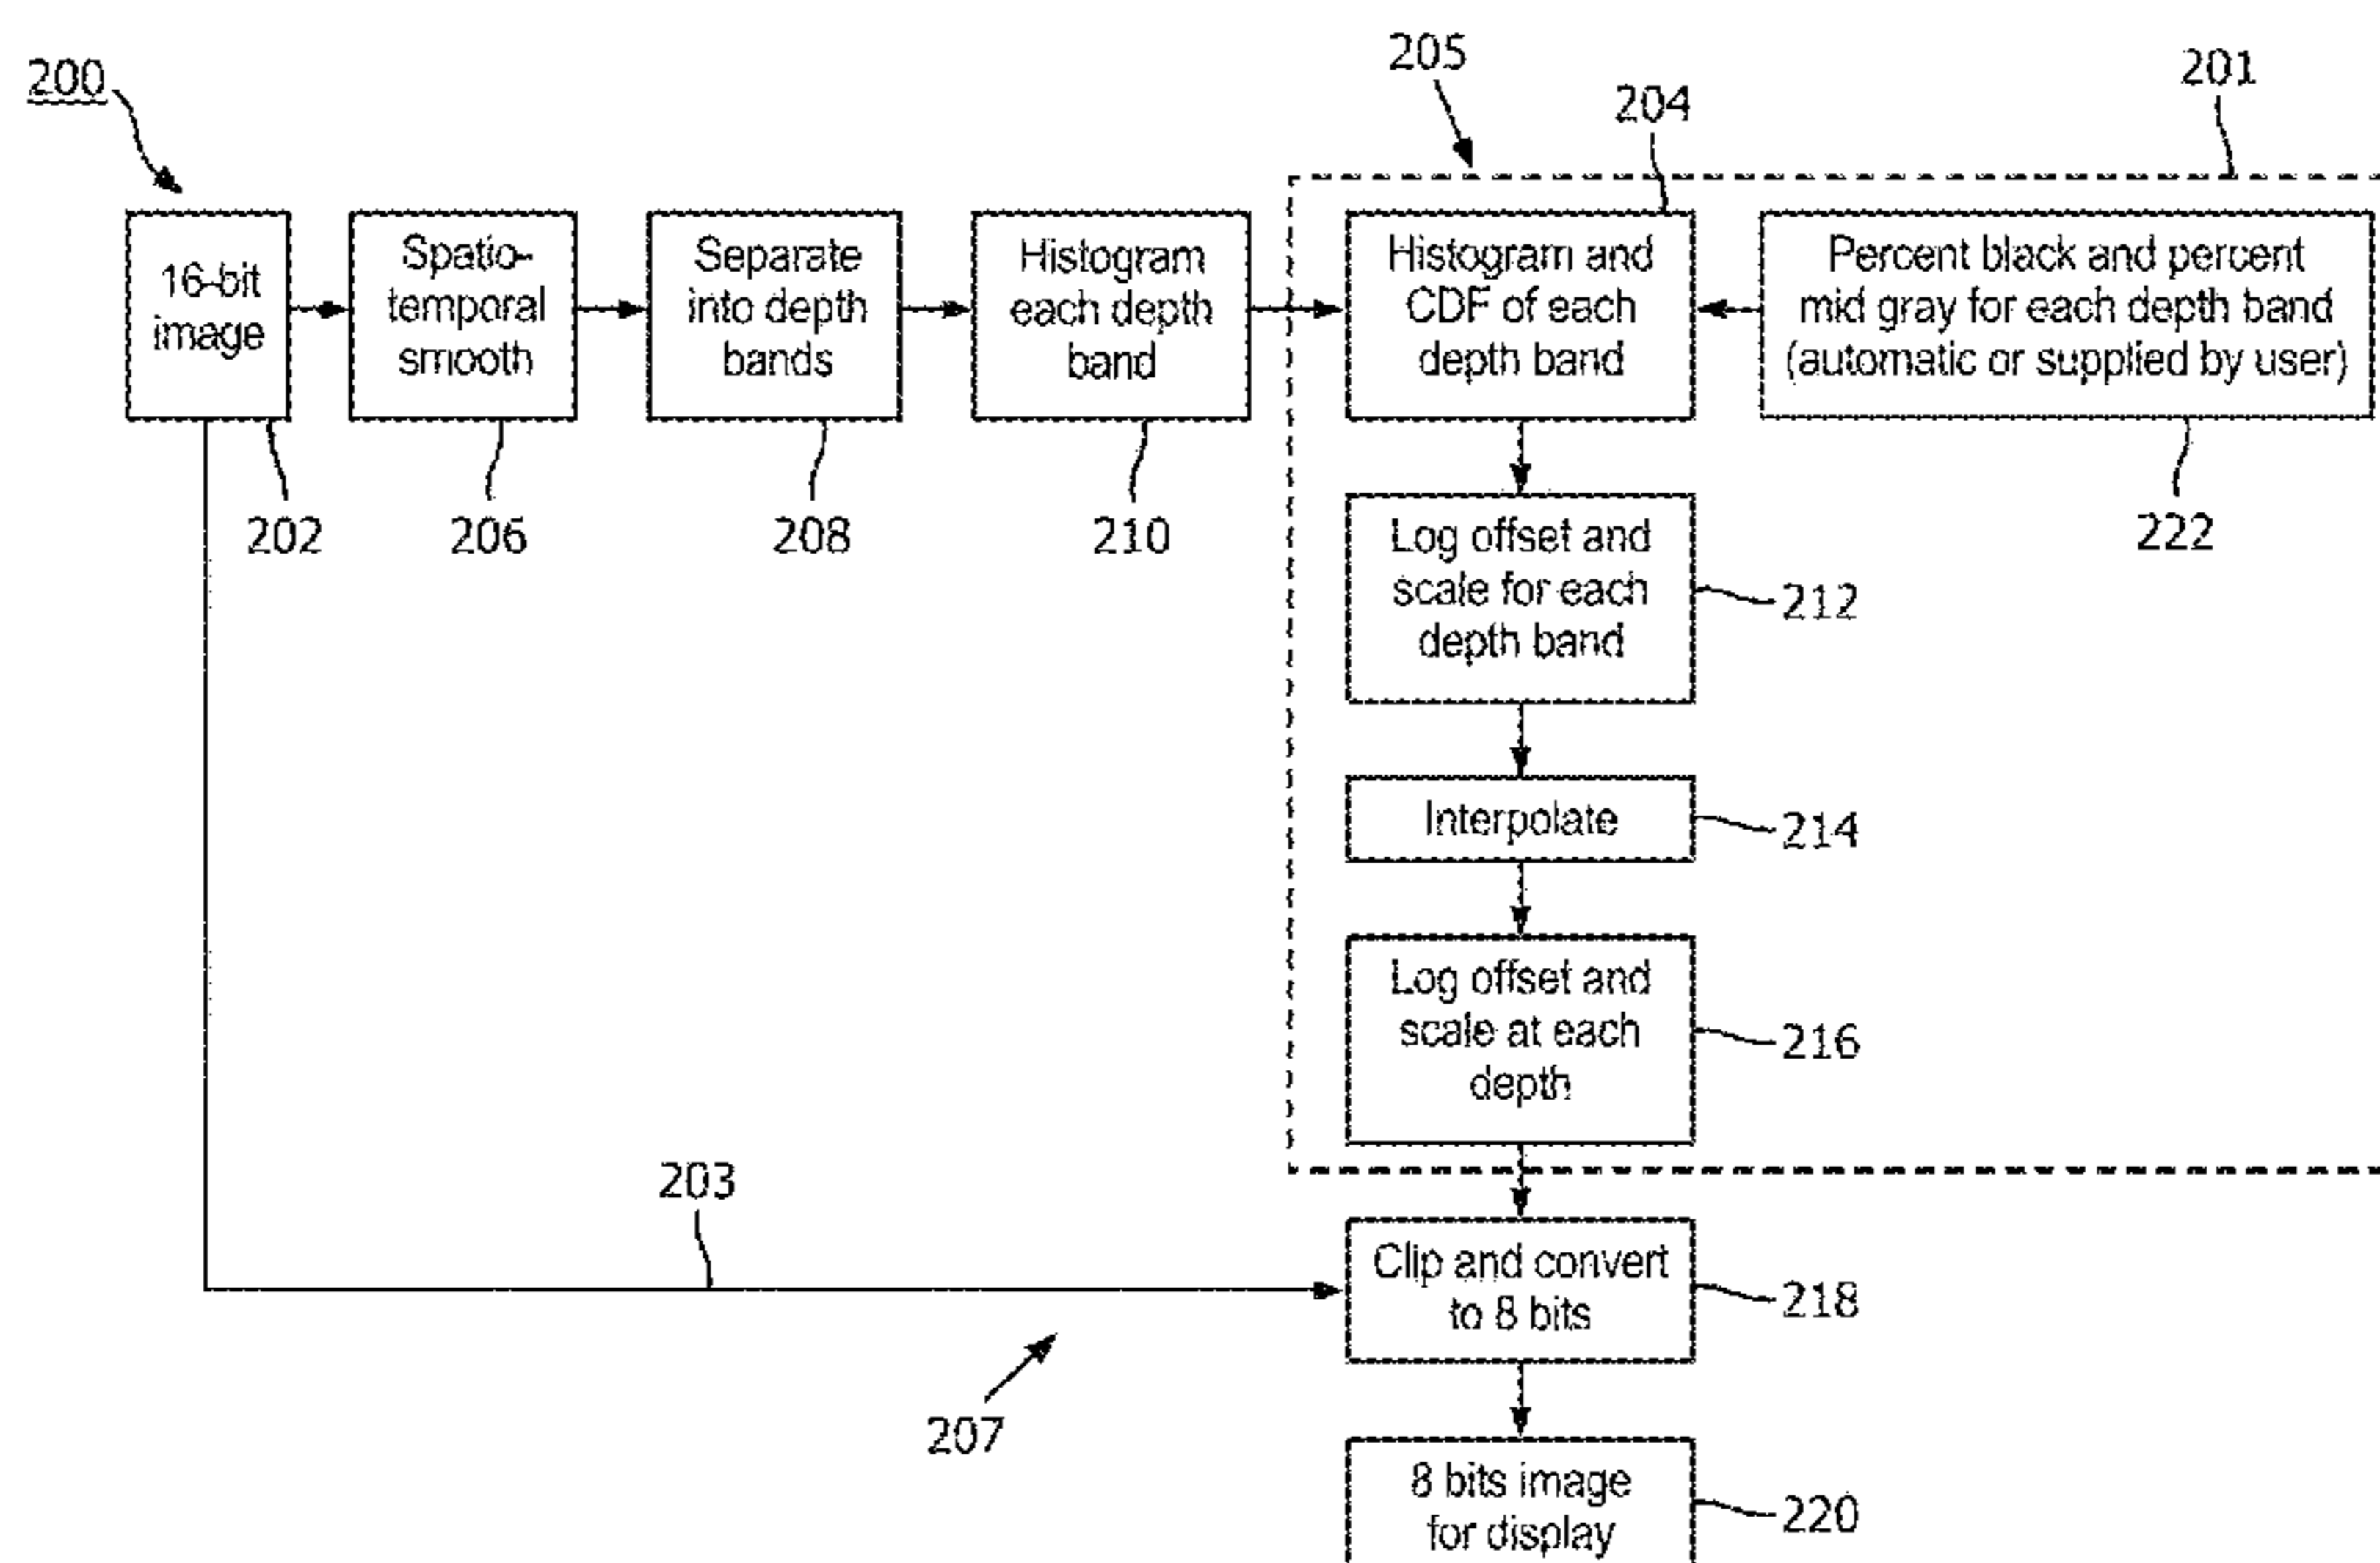 200
205
204
201
16-bit
image
Spatio-
temporal
smooth
Separate
into depth
bands
Histogram
each depth
band
Histogram and
CDF of each
depth band
Percent black and percent
mid gray for each depth band
(automatic or supplied by user)
202
206
208
210
222
Log offset and
scale for each
depth band
212
Interpolate
214
Log offset and
scale at each
depth
216
203
Clip and convert
to 8 bits
218
207
8 bits image
for display
220